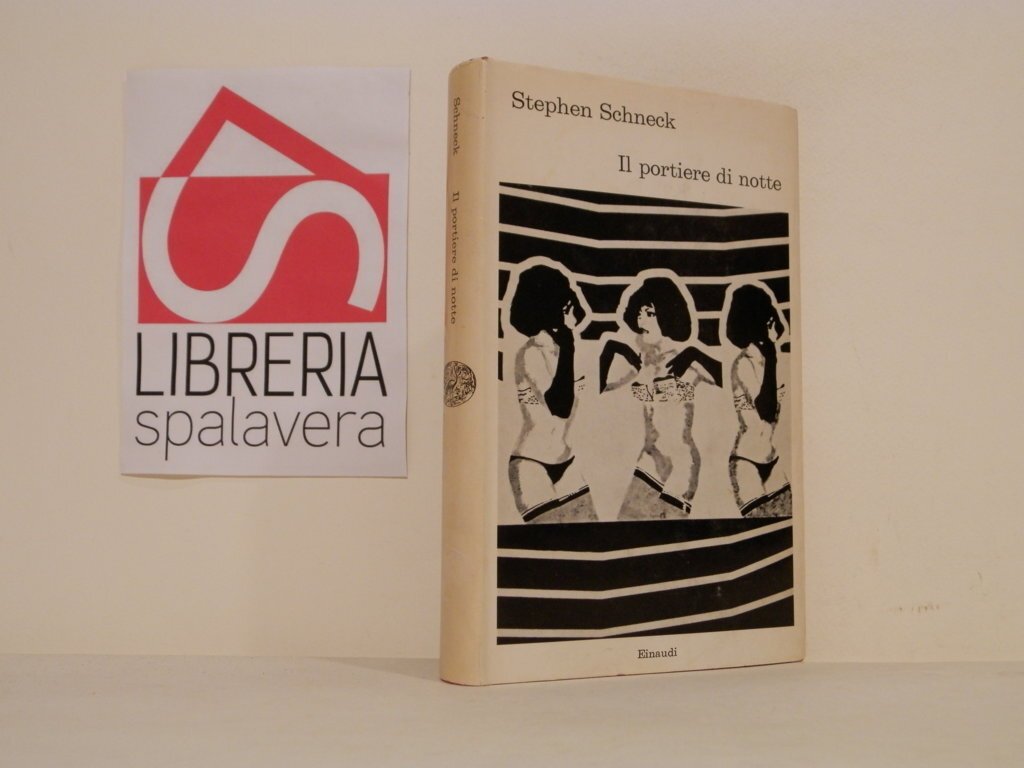 LIBRERIA
spalavera
Schneck Il portiere di notte
Stephen Schneck
Il portiere di notte
Einaudi